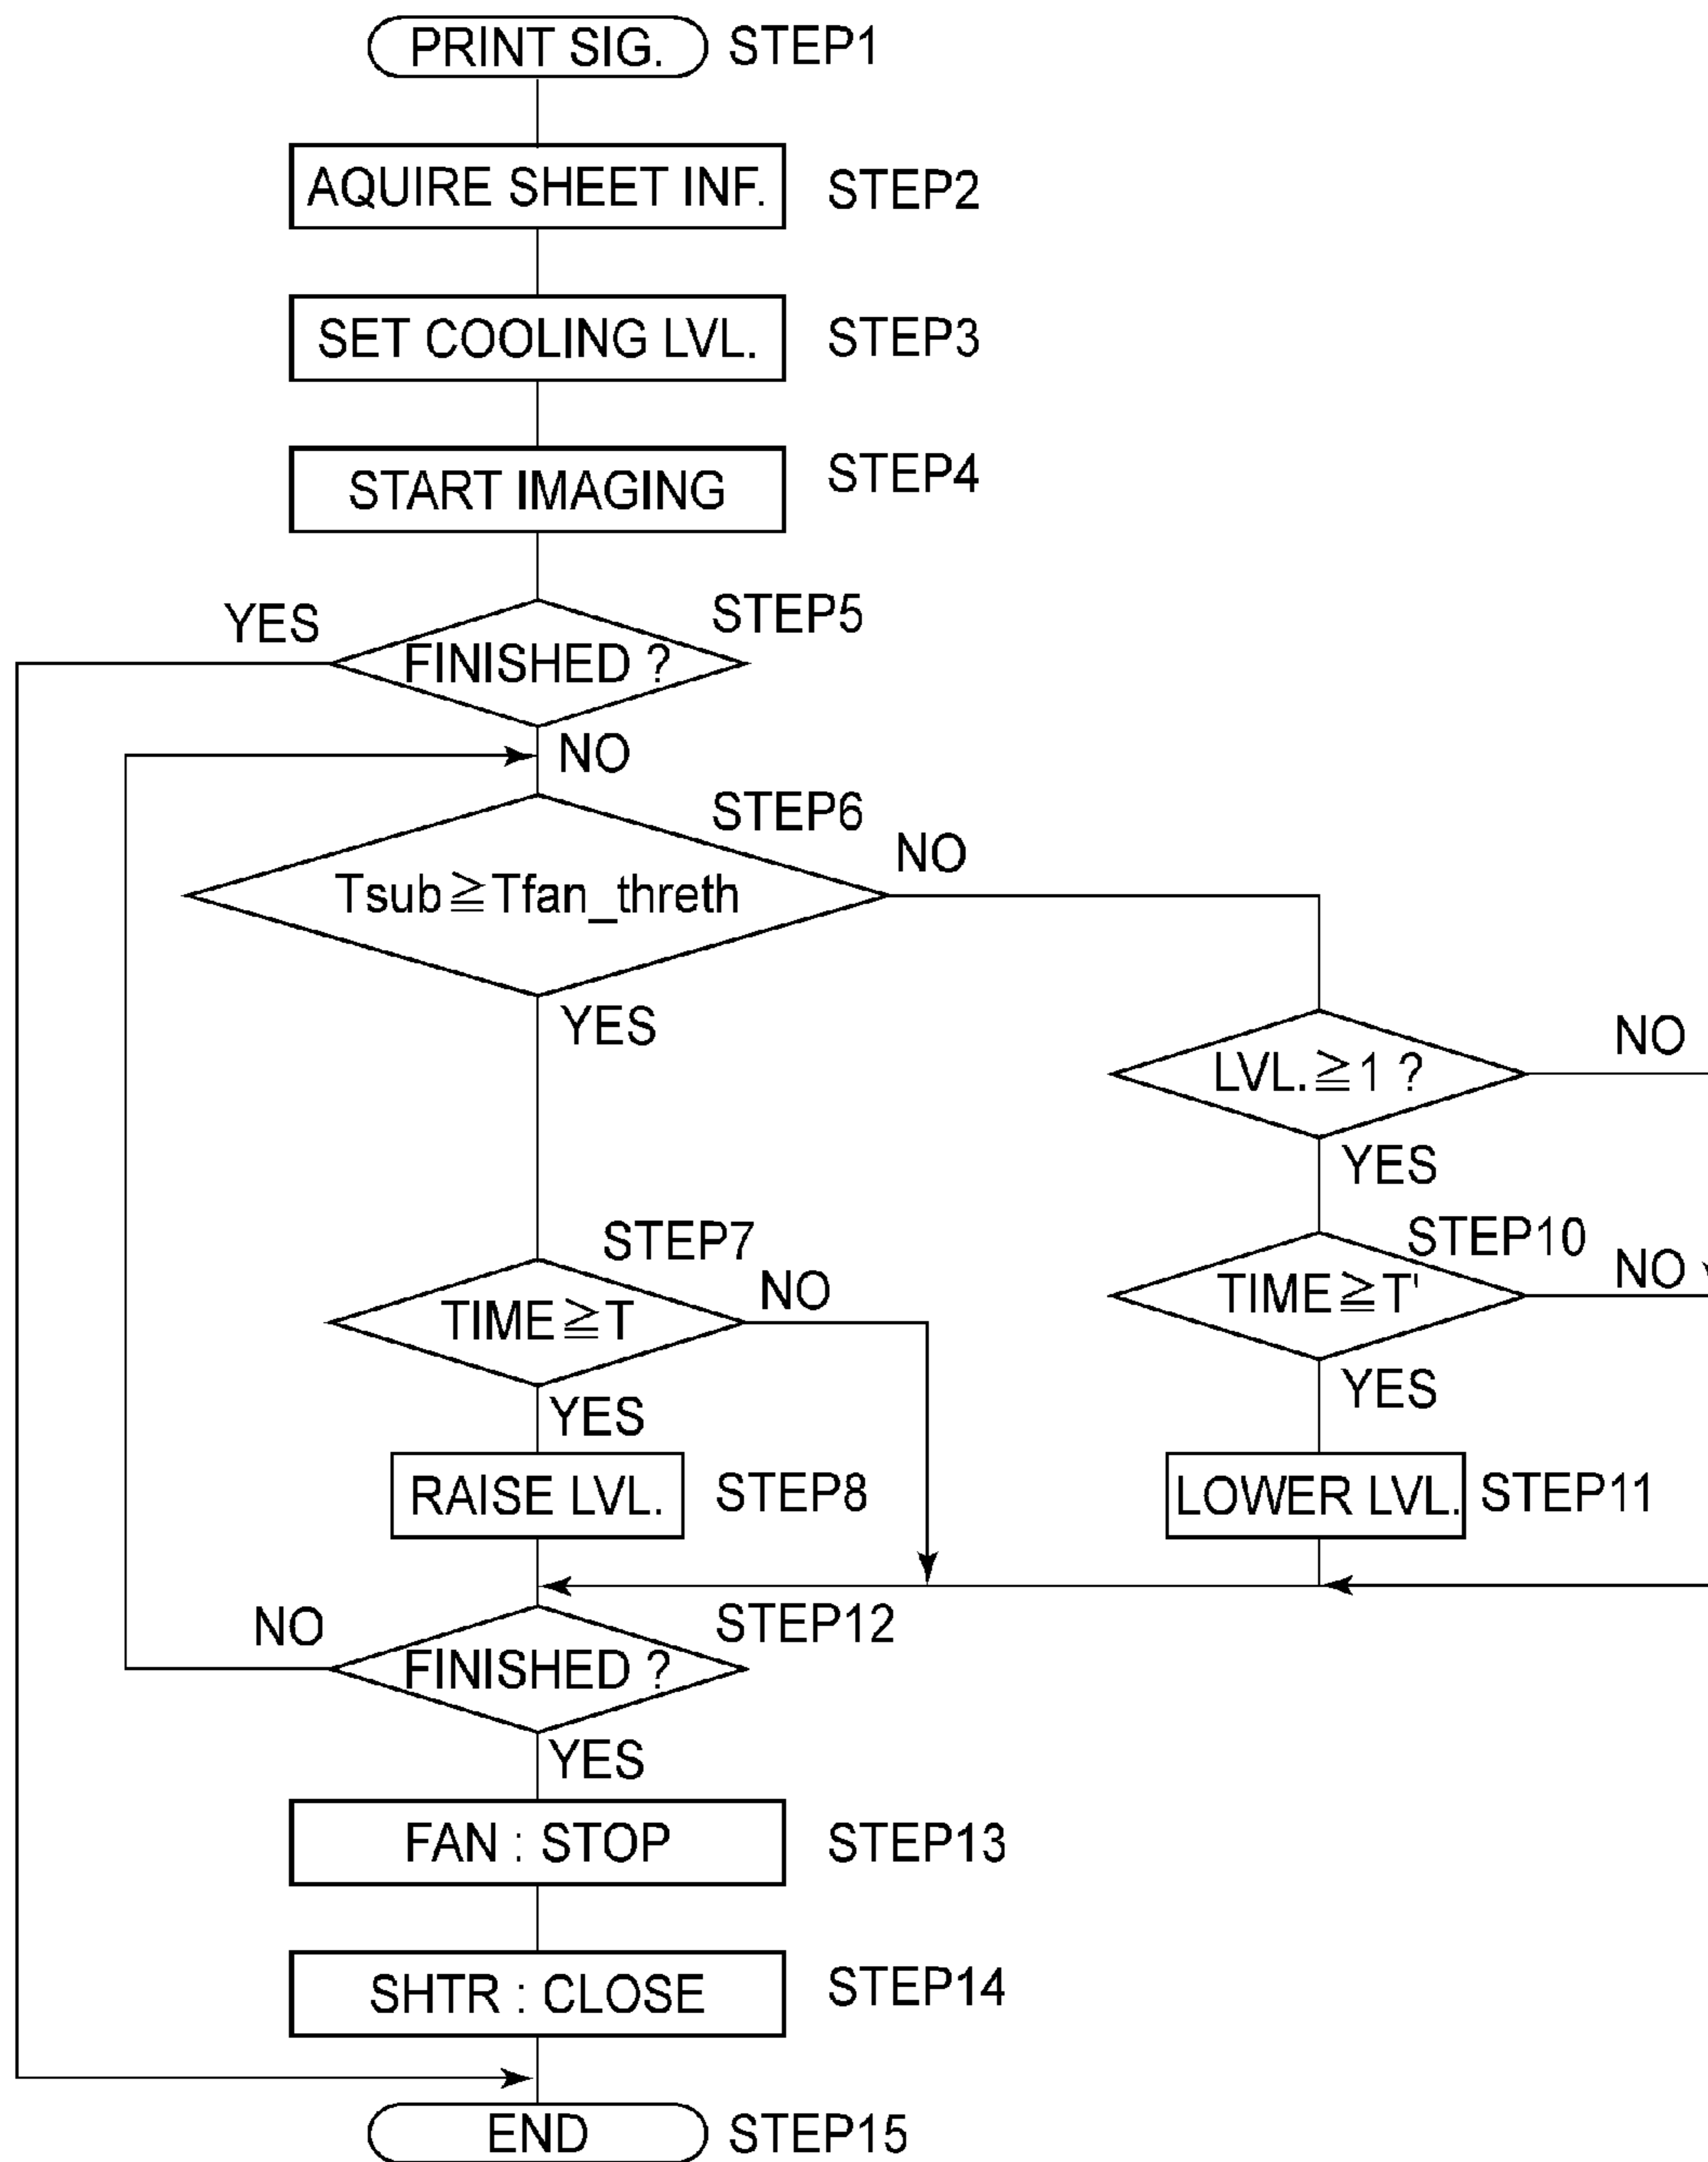 PRINT SIG. STEP1
AQUIRE SHEET INF. STEP2
SET COOLING LVL. STEP3
START IMAGING STEP4
YES STEP5
FINISHED ?
NO
STEP6
NO
Tsub≧Tfan_threth
YES
NO
LVL.≧1 ?
YES
STEP7
NO
TIME≧T
STEP10
NO
TIME≧T'
YES
YES
RAISE LVL. STEP8
LOWER LVL. STEP11
NO STEP12
FINISHED ?
YES
FAN : STOP STEP13
SHTR : CLOSE STEP14
END STEP15